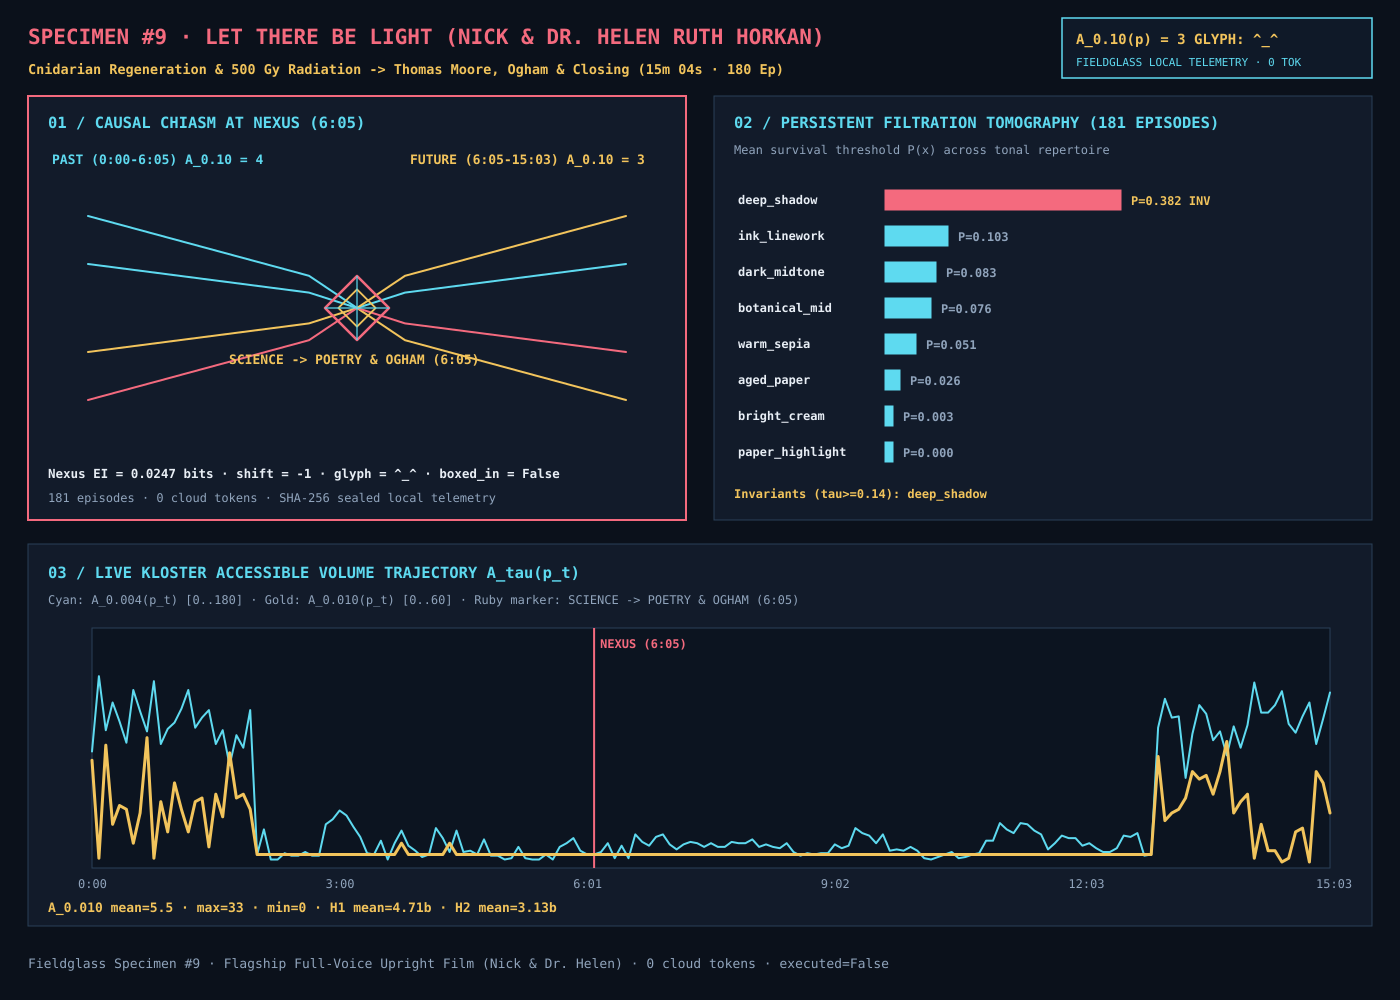 SPECIMEN #9 · LET THERE BE LIGHT (NICK & DR. HELEN RUTH HORKAN)
Cnidarian Regeneration & 500 Gy Radiation -> Thomas Moore, Ogham & Closing (15m 04s · 180 Ep)
A_0.10(p) = 3 GLYPH: ^_^
FIELDGLASS LOCAL TELEMETRY · 0 TOK
01 / CAUSAL CHIASM AT NEXUS (6:05)
PAST (0:00-6:05) A_0.10 = 4
FUTURE (6:05-15:03) A_0.10 = 3
SCIENCE -> POETRY & OGHAM (6:05)
Nexus EI = 0.0247 bits · shift = -1 · glyph = ^_^ · boxed_in = False
181 episodes · 0 cloud tokens · SHA-256 sealed local telemetry
02 / PERSISTENT FILTRATION TOMOGRAPHY (181 EPISODES)
Mean survival threshold P(x) across tonal repertoire
deep_shadow P=0.382 INV
ink_linework P=0.103
dark_midtone P=0.083
botanical_mid P=0.076
warm_sepia P=0.051
aged_paper P=0.026
bright_cream P=0.003
paper_highlight P=0.000
Invariants (tau>=0.14): deep_shadow
03 / LIVE KLOSTER ACCESSIBLE VOLUME TRAJECTORY A_tau(p_t)
Cyan: A_0.004(p_t) [0..180] · Gold: A_0.010(p_t) [0..60] · Ruby marker: SCIENCE -> POETRY & OGHAM (6:05)
NEXUS (6:05)
0:00 3:00 6:01 9:02 12:03 15:03
A_0.010 mean=5.5 · max=33 · min=0 · H1 mean=4.71b · H2 mean=3.13b
Fieldglass Specimen #9 · Flagship Full-Voice Upright Film (Nick & Dr. Helen) · 0 cloud tokens · executed=False